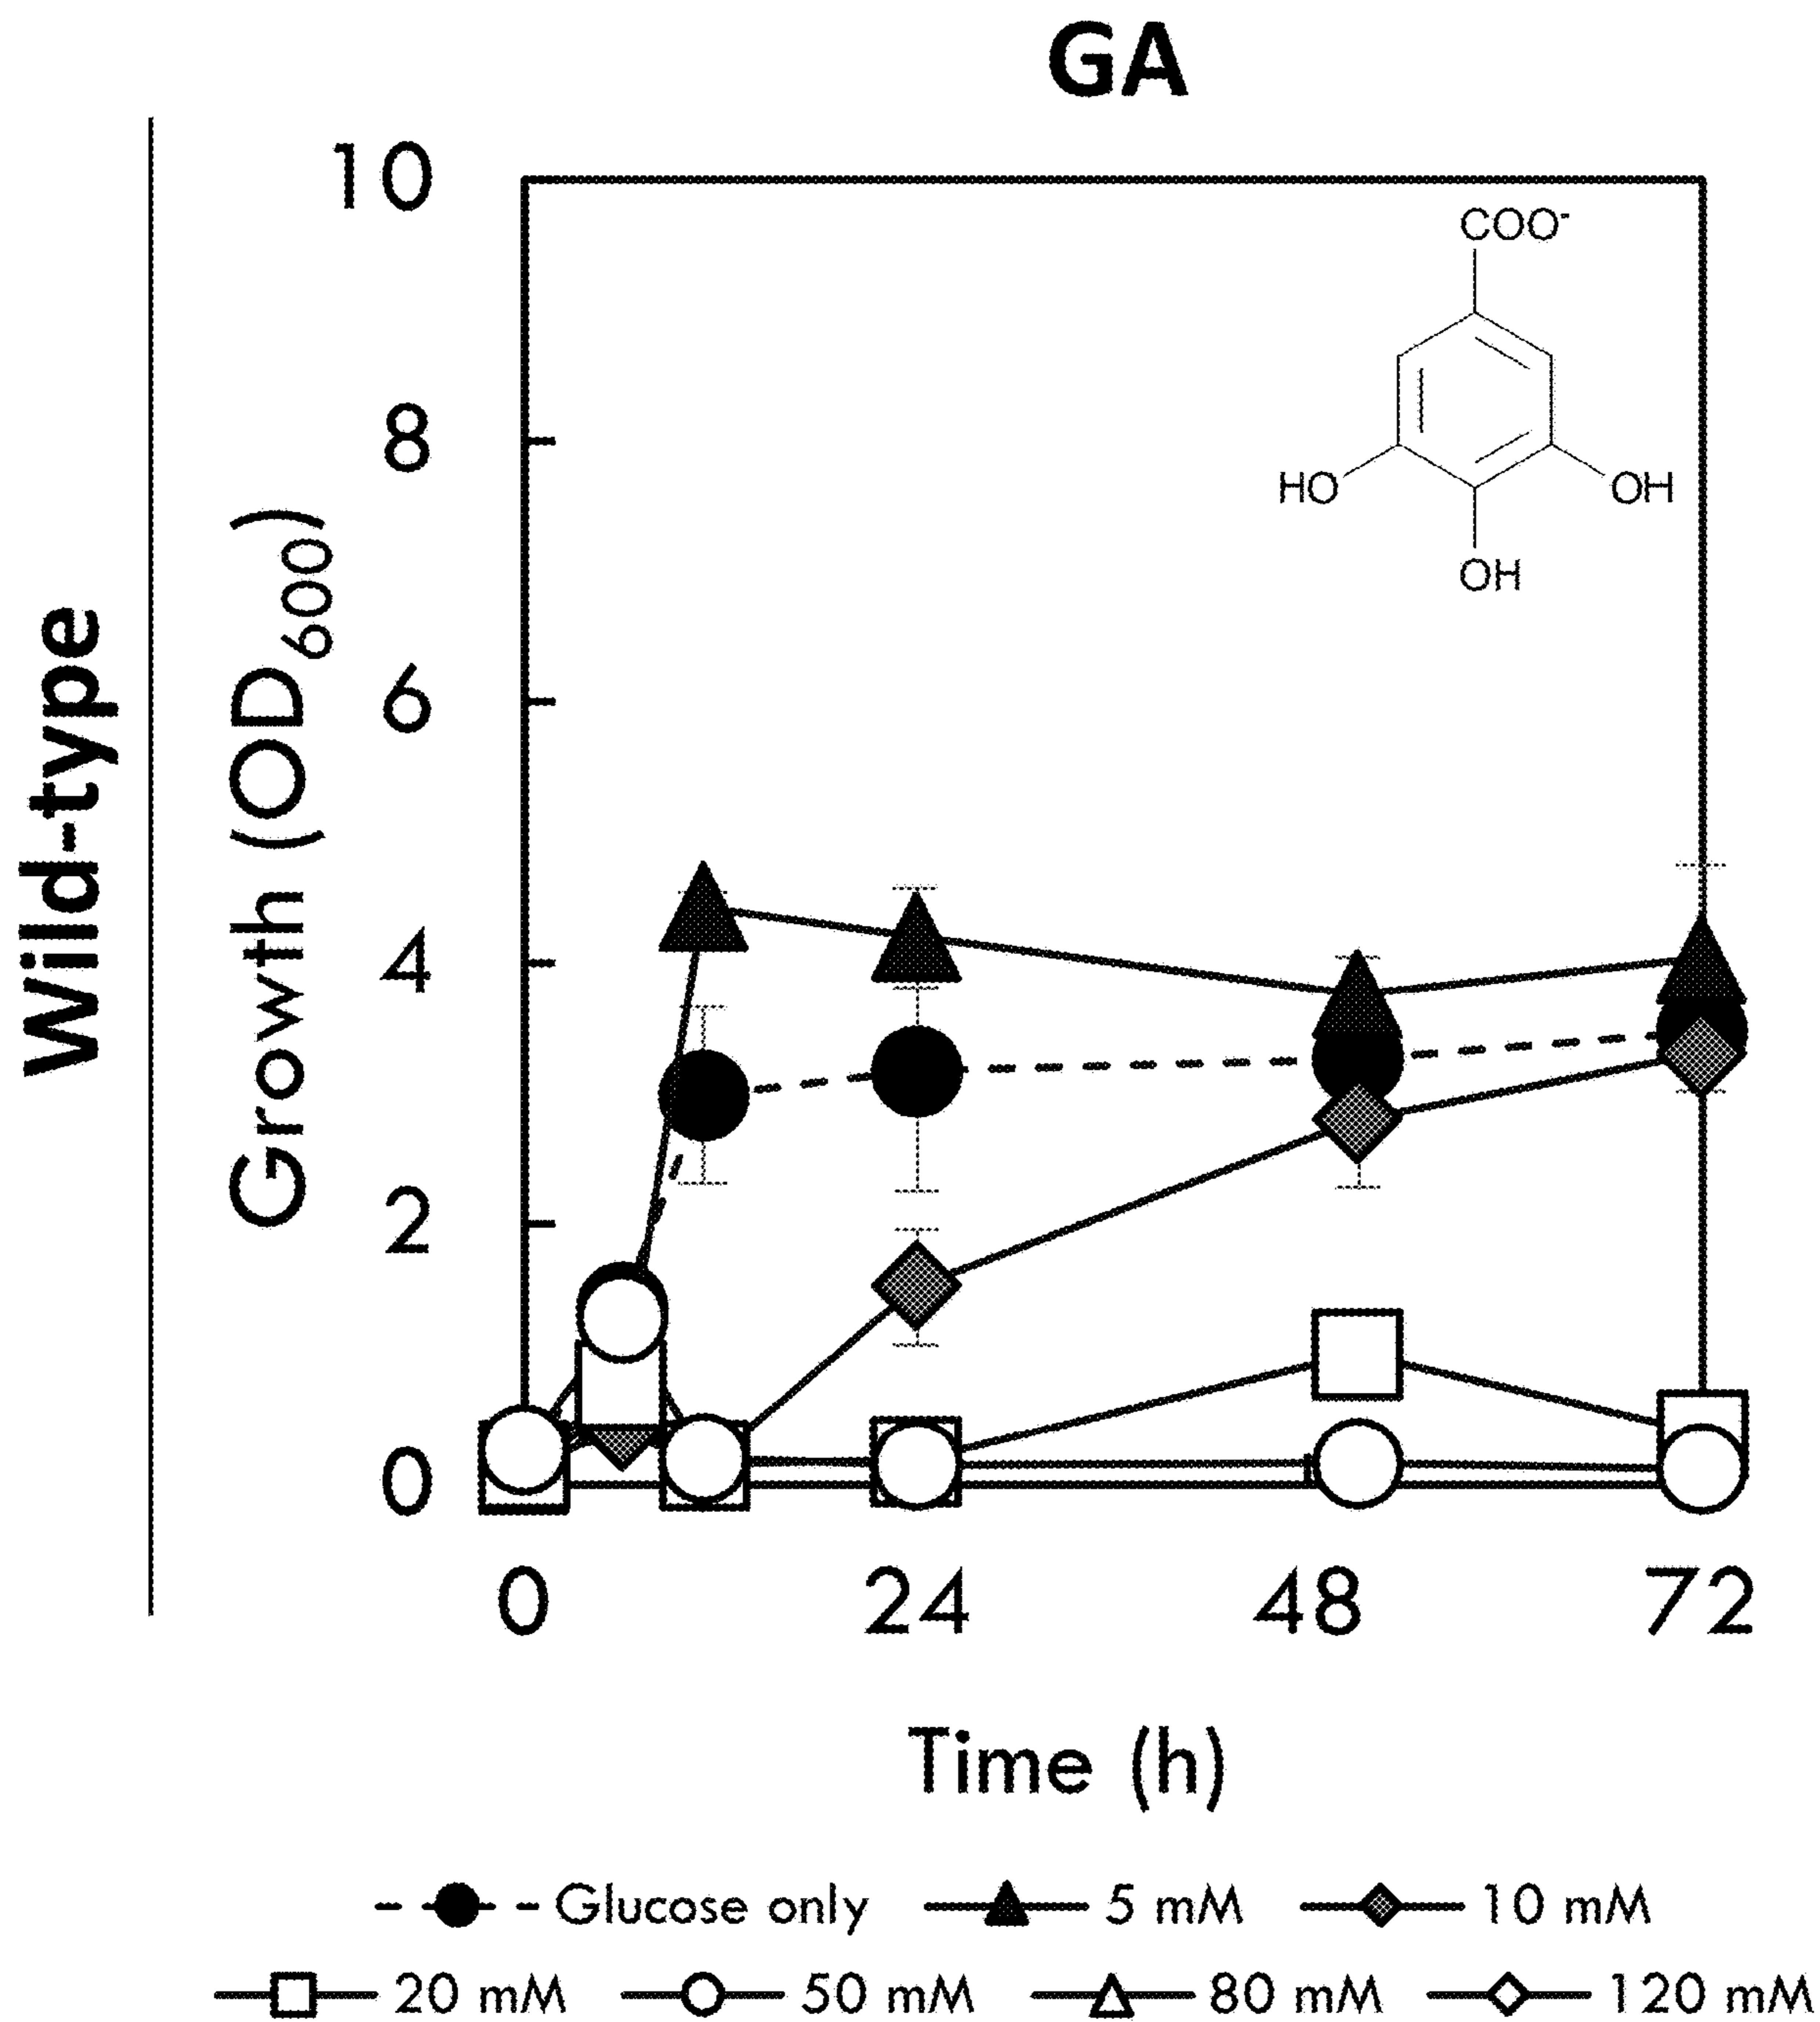 GA
Wild-type
Growth (OD600)
10
8
6
4
2
0
COO-
HO
OH
OH
0 24 48 72
Time (h)
Glucose only 5 mM 10 mM
20 mM 50 mM 80 mM 120 mM